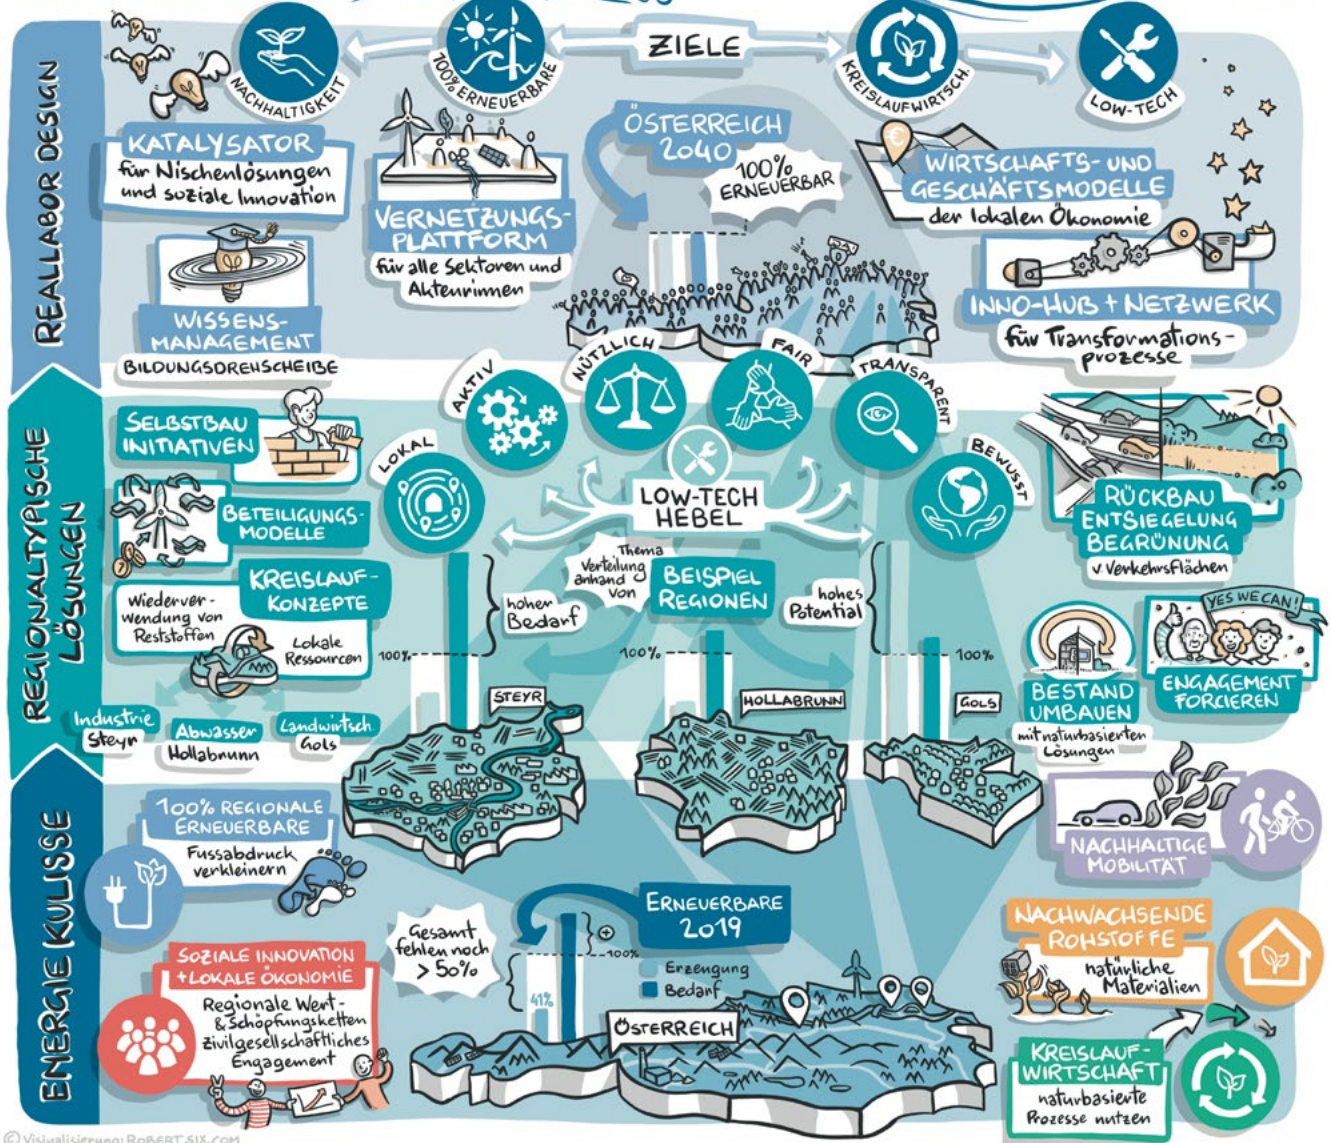 REALLABOR DESIGN
ZIELE
NACHHALTIGKEIT
100% ERNEUERBARE
KREISLAUFWIRTSCH.
LOW-TECH
KATALYSATOR
für Nischenlösungen
und soziale Innovation
WISSENS-
MANAGEMENT
BILDUNGSDREHSCHEIBE
VERNETZUNGS-
PLATTFORM
für alle Sektoren und
Akteurinnen
ÖSTERREICH
2040
100%
ERNEUERBAR
JA!
WIRTSCHAFTS- UND
GESCHÄFTSMODELLE
der lokalen Ökonomie
INNO-HUB + NETZWERK
für Transformations-
prozesse
REGIONALTYPISCHE
LÖSUNGEN
LOKAL
AKTIV
NÜTZLICH
FAIR
TRANSPARENT
BEWUSST
LOW-TECH
HEBEL
SELBSTBAU
INITIATIVEN
BETEILIGUNGS-
MODELLE
KREISLAUF-
KONZEPTE
Wiederver-
wendung von
Reststoffen
Lokale
Ressourcen
Industrie
Steyr
Abwasser
Hollabrunn
Landwirtsch.
Gols
Thema
Verteilung
anhand
von
BEISPIEL
REGIONEN
hoher
Bedarf
hohes
Potential
100%
STEYR
100%
HOLLABRUNN
100%
GOLS
RÜCKBAU
ENTSIEGELUNG
BEGRÜNUNG
v. Verkehrsflächen
BESTAND
UMBAUEN
mit naturbasierten
Lösungen
YES WE CAN!
ENGAGEMENT
FORCIEREN
ENERGIE KULISSE
100% REGIONALE
ERNEUERBARE
Fussabdruck
verkleinern
SOZIALE INNOVATION
+ LOKALE ÖKONOMIE
Regionale Wert-
& Schöpfungsketten
zivilgesellschaftliches
Engagement
Gesamt
fehlen noch
> 50%
ERNEUERBARE
2019
+
100%
41%
Erzeugung
Bedarf
ÖSTERREICH
NACHHALTIGE
MOBILITÄT
NACHWACHSENDE
ROHSTOFFE
natürliche
Materialien
KREISLAUF-
WIRTSCHAFT
naturbasierte
Prozesse nutzen
© Visualisierung: ROBERT SIX.COM